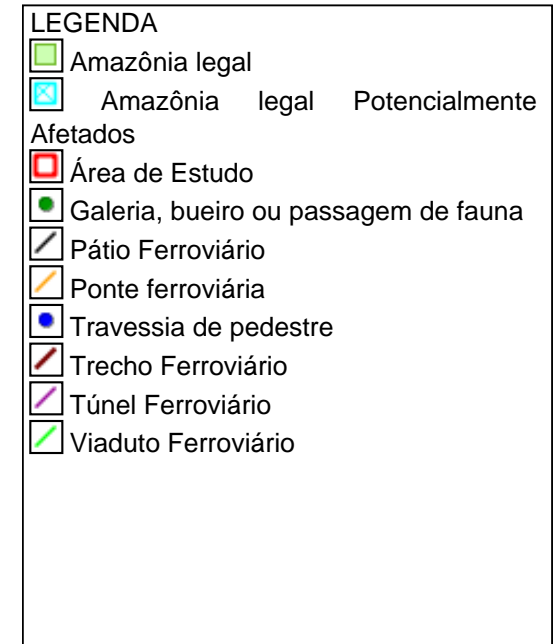 LEGENDA
Amazônia legal
Amazônia legal Potencialmente
Afetados
Área de Estudo
Galeria, bueiro ou passagem de fauna
Pátio Ferroviário
Ponte ferroviária
Travessia de pedestre
Trecho Ferroviário
Túnel Ferroviário
Viaduto Ferroviário